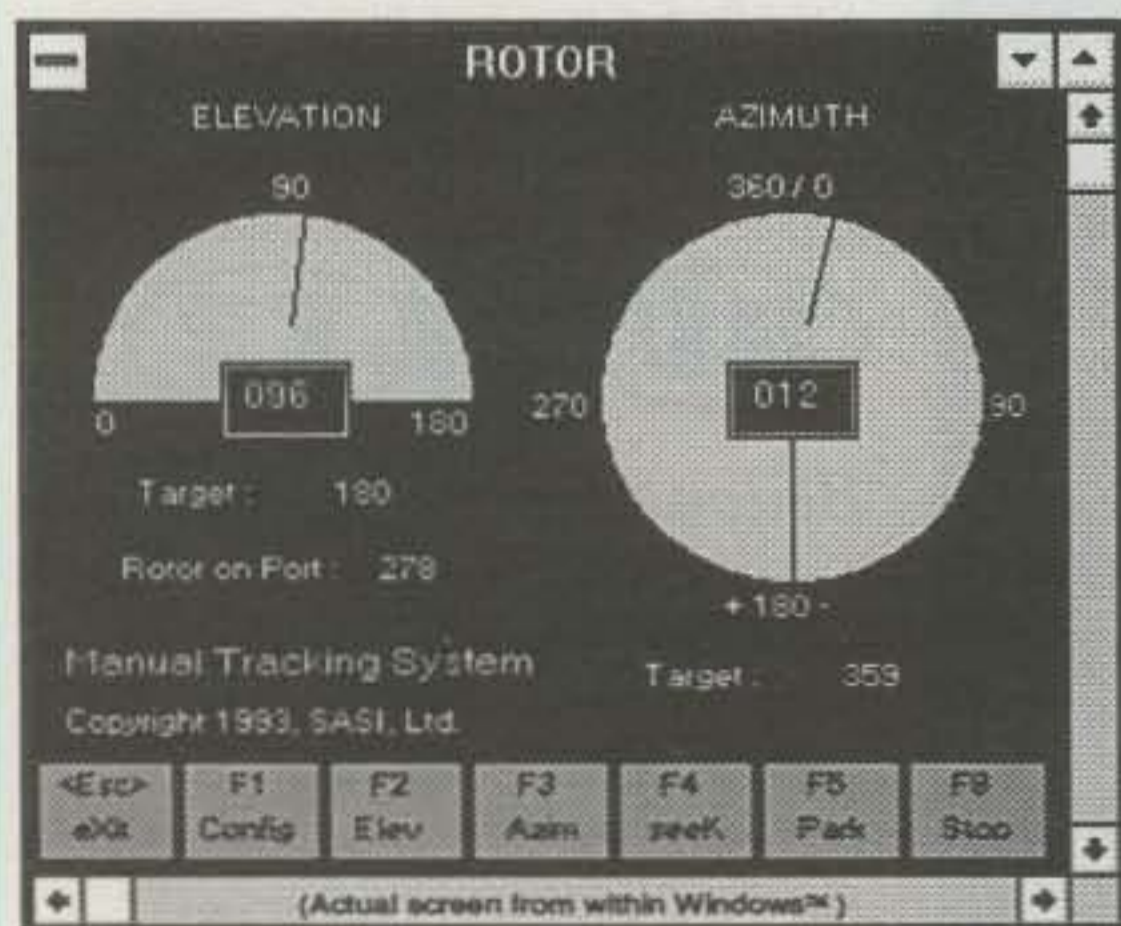 ROTOR
ELEVATION
90
096
0
180
Target : 180
Rotor on Port : 278
AZIMUTH
360 / 0
270
012
90
+ 180 -
Target : 359
Manual Tracking System
Copyright 1993, SASI, Ltd.
<Esc>
eXit
F1
Config
F2
Elev
F3
Azim
F4
seeK
F5
Park
F9
Stop
(Actual screen from within Windows™)